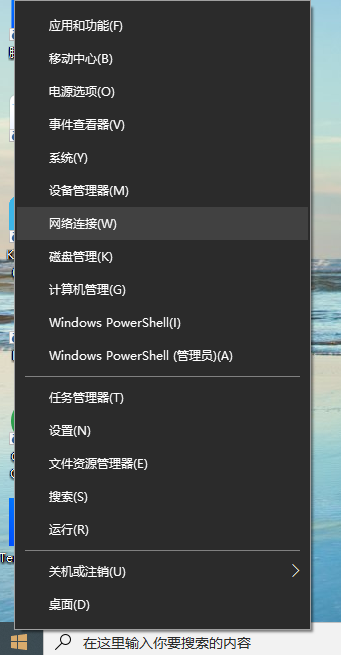 应用和功能(F)
移动中心(B)
电源选项(O)
事件查看器(V)
系统(Y)
设备管理器(M)
网络连接(W)
磁盘管理(K)
计算机管理(G)
Windows PowerShell(I)
Windows PowerShell (管理员)(A)
任务管理器(T)
设置(N)
文件资源管理器(E)
搜索(S)
运行(R)
关机或注销(U)
桌面(D)
在这里输入你要搜索的内容